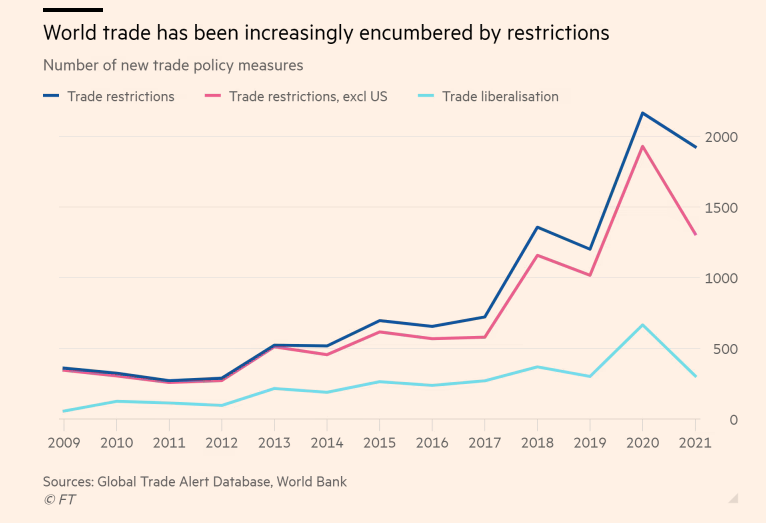 World trade has been increasingly encumbered by restrictions
Number of new trade policy measures
Trade restrictions Trade restrictions, excl US Trade liberalisation
2000
1500
1000
500
0
2009 2010 2011 2012 2013 2014 2015 2016 2017 2018 2019 2020 2021
Sources: Global Trade Alert Database, World Bank
© FT